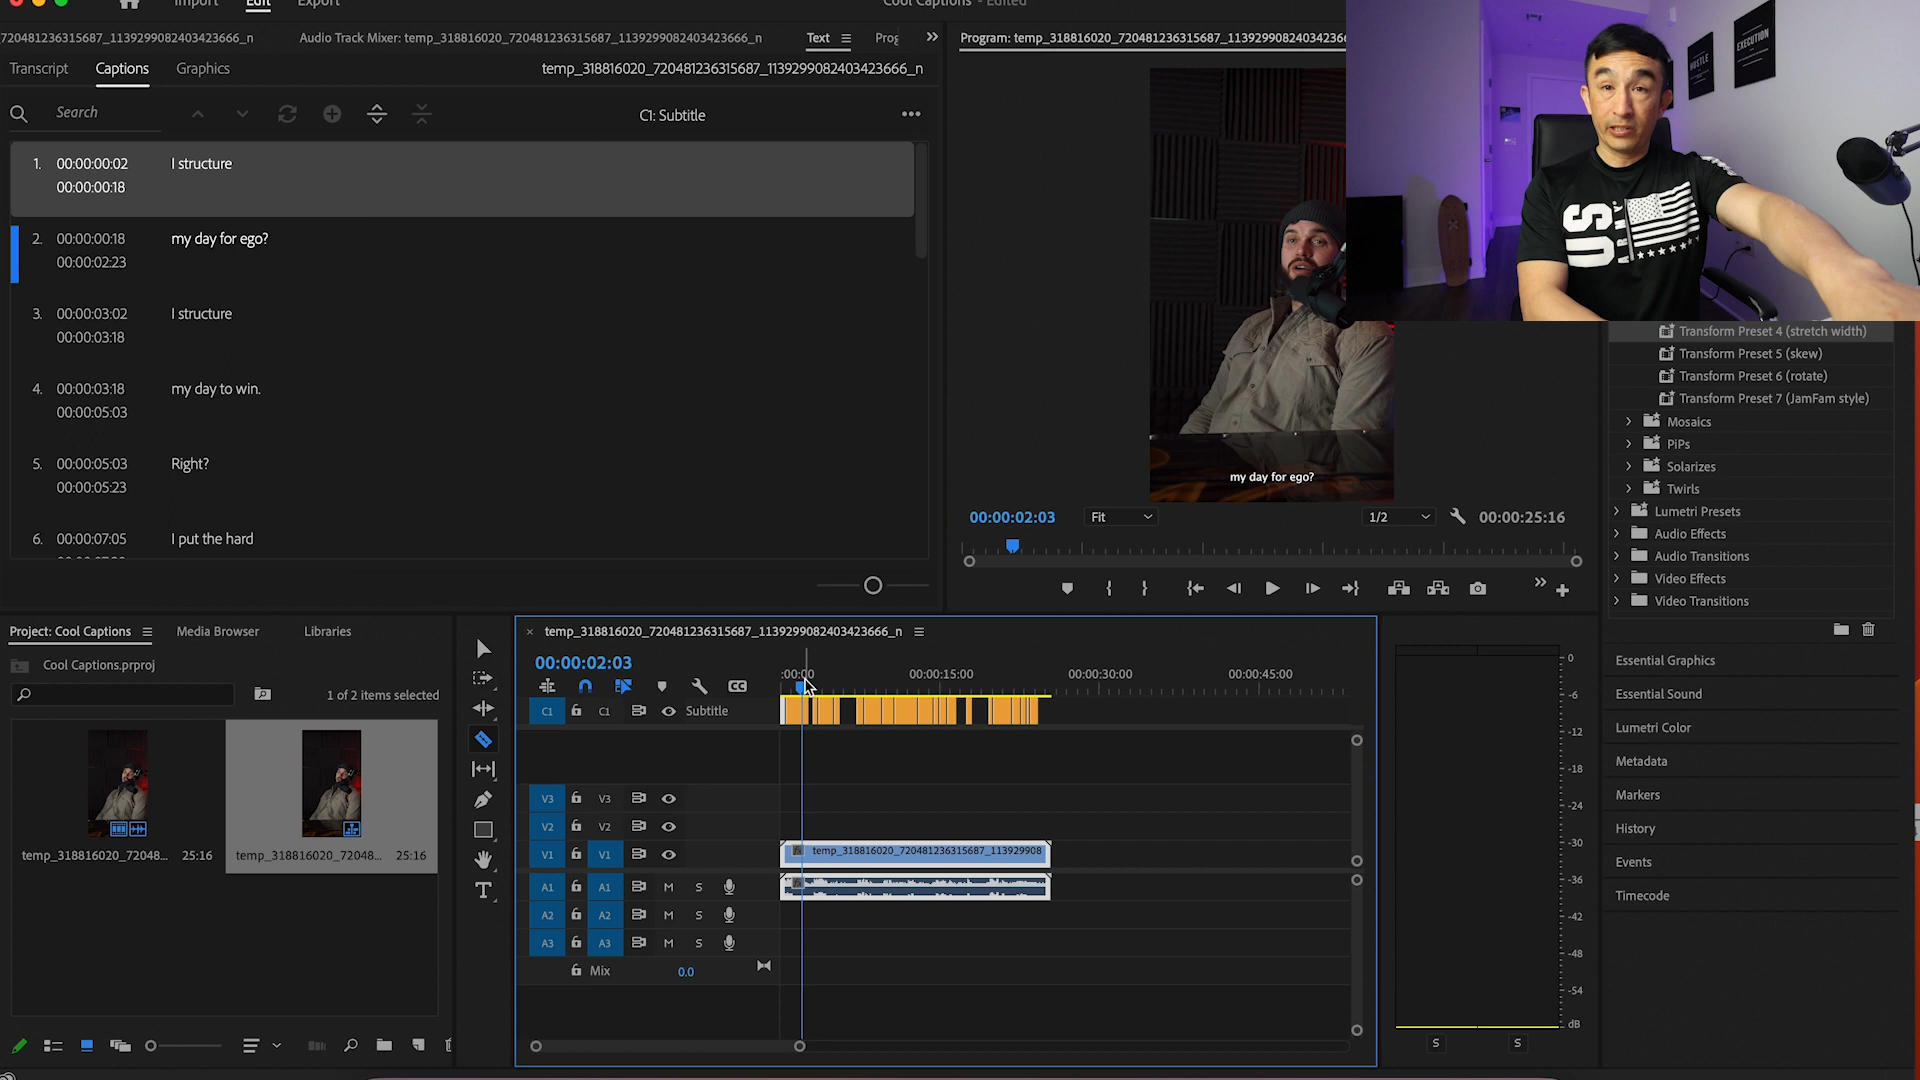 Import
Edit
Export
Cool Captions - Edited
720481236315687_1139299082403423666_n
Audio Track Mixer: temp_318816020_720481236315687_1139299082403423666_n
Text
Program: temp_318816020_720481236315687_11392990824034236
Transcript
Captions
Graphics
temp_318816020_720481236315687_1139299082403423666_n
Search
C1: Subtitle
1. 00:00:00:02 I structure
00:00:00:18
2. 00:00:00:18 my day for ego?
00:00:02:23
3. 00:00:03:02 I structure
00:00:03:18
4. 00:00:03:18 my day to win.
00:00:05:03
5. 00:00:05:03 Right?
00:00:05:23
6. 00:00:07:05 I put the hard
my day for ego?
HUSTLE
EXECUTION
US
ARMY
00:00:02:03
Fit
1/2
00:00:25:16
Transform Preset 4 (stretch width)
Transform Preset 5 (skew)
Transform Preset 6 (rotate)
Transform Preset 7 (JamFam style)
Mosaics
PiPs
Solarizes
Twirls
Lumetri Presets
Audio Effects
Audio Transitions
Video Effects
Video Transitions
Project: Cool Captions
Media Browser
Libraries
Cool Captions.prproj
1 of 2 items selected
temp_318816020_72048... 25:16
temp_318816020_72048... 25:16
temp_318816020_720481236315687_1139299082403423666_n
00:00:02:03
:00:00
00:00:15:00
00:00:30:00
00:00:45:00
CC
C1 C1 Subtitle
V3 V3
V2 V2
V1 V1
temp_318816020_720481236315687_113929908
A1 A1 M S
A2 A2 M S
A3 A3 M S
Mix 0.0
0
-6
-12
-18
-24
-30
-36
-42
-48
-54
dB
S S
Essential Graphics
Essential Sound
Lumetri Color
Metadata
Markers
History
Events
Timecode